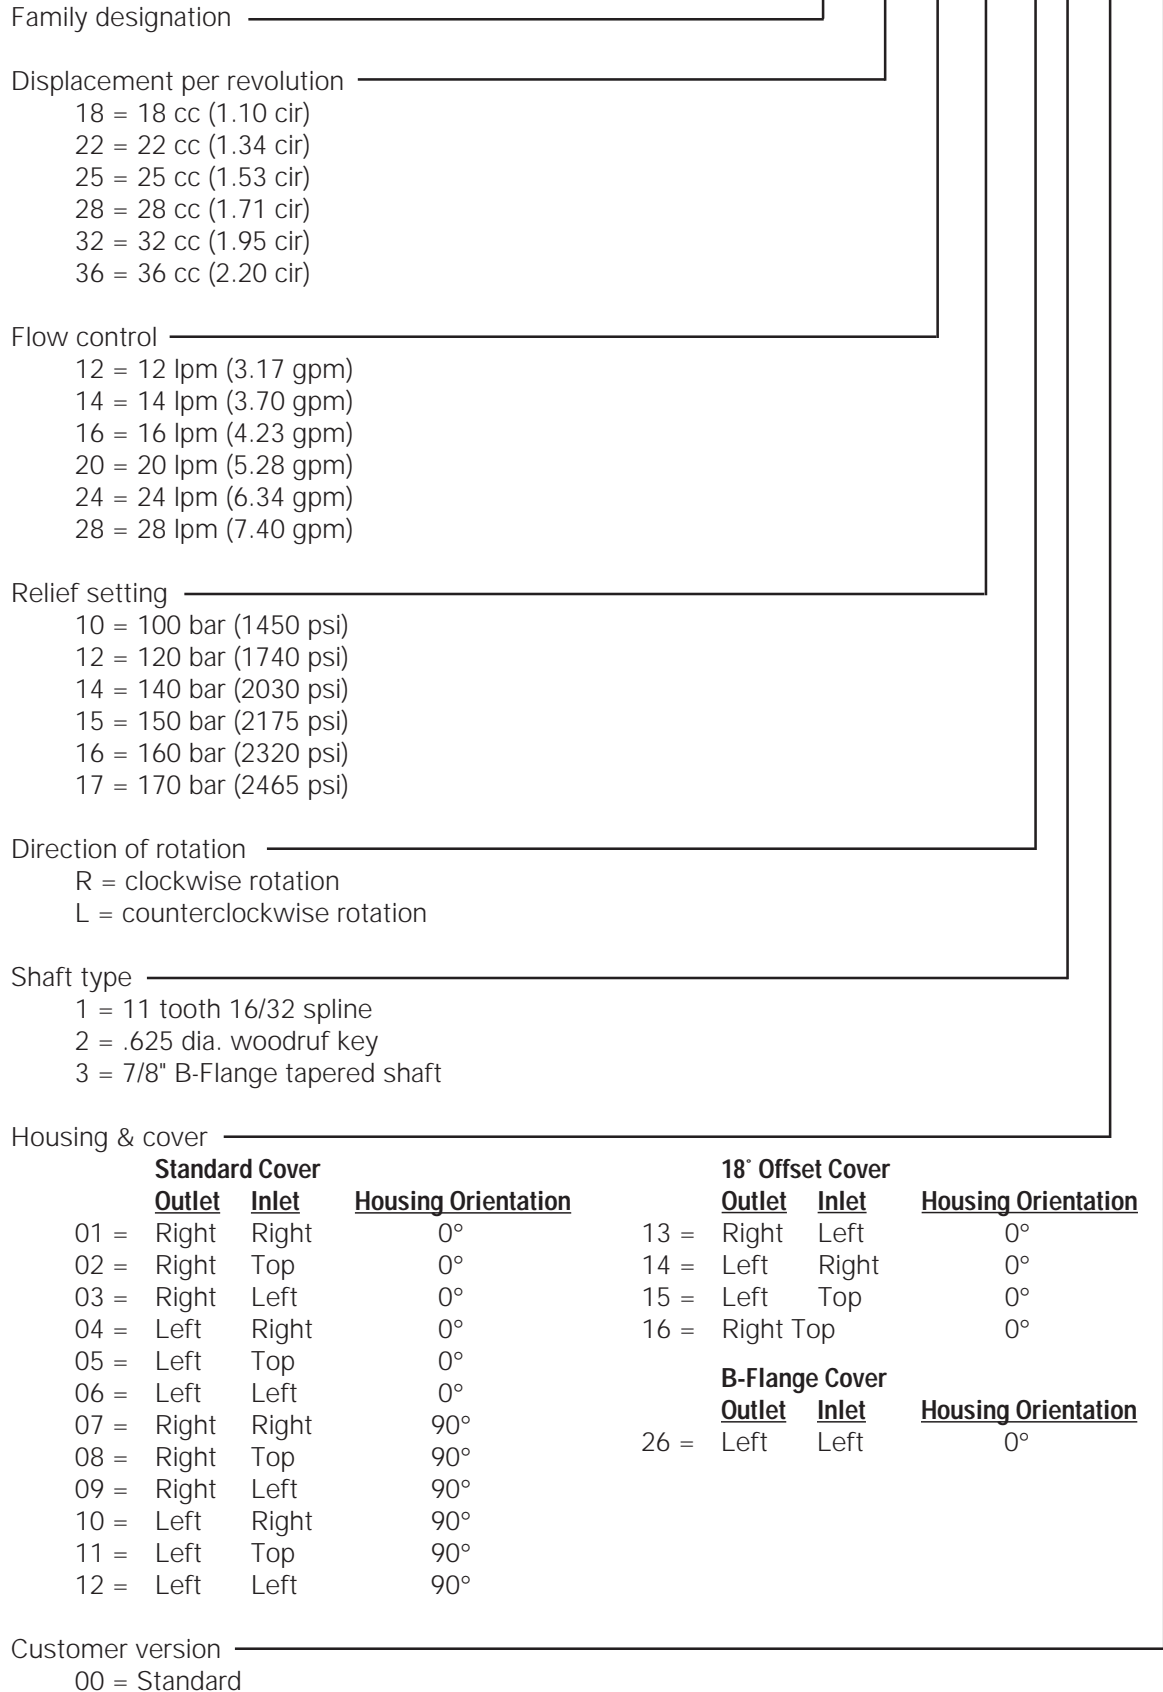 Family designation
Displacement per revolution
18 = 18 cc (1.10 cir)
22 = 22 cc (1.34 cir)
25 = 25 cc (1.53 cir)
28 = 28 cc (1.71 cir)
32 = 32 cc (1.95 cir)
36 = 36 cc (2.20 cir)
Flow control
12 = 12 lpm (3.17 gpm)
14 = 14 lpm (3.70 gpm)
16 = 16 lpm (4.23 gpm)
20 = 20 lpm (5.28 gpm)
24 = 24 lpm (6.34 gpm)
28 = 28 lpm (7.40 gpm)
Relief setting
10 = 100 bar (1450 psi)
12 = 120 bar (1740 psi)
14 = 140 bar (2030 psi)
15 = 150 bar (2175 psi)
16 = 160 bar (2320 psi)
17 = 170 bar (2465 psi)
Direction of rotation
R = clockwise rotation
L = counterclockwise rotation
Shaft type
1 = 11 tooth 16/32 spline
2 = .625 dia. woodruf key
3 = 7/8" B-Flange tapered shaft
Housing & cover
Standard Cover
Outlet Inlet Housing Orientation
01 = Right Right 0°
02 = Right Top 0°
03 = Right Left 0°
04 = Left Right 0°
05 = Left Top 0°
06 = Left Left 0°
07 = Right Right 90°
08 = Right Top 90°
09 = Right Left 90°
10 = Left Right 90°
11 = Left Top 90°
12 = Left Left 90°
18° Offset Cover
Outlet Inlet Housing Orientation
13 = Right Left 0°
14 = Left Right 0°
15 = Left Top 0°
16 = Right Top 0°
B-Flange Cover
Outlet Inlet Housing Orientation
26 = Left Left 0°
Customer version
00 = Standard